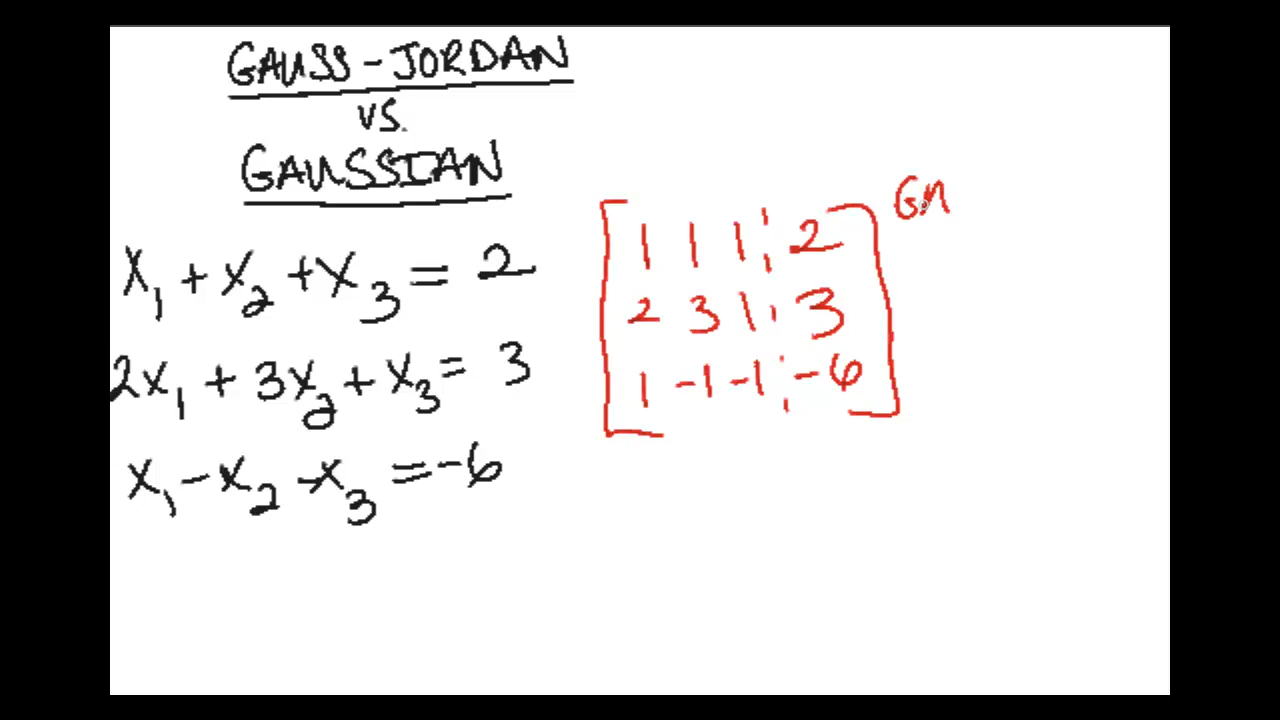 GAUSS-JORDAN
VS.
GAUSSIAN
x₁ + x₂ + x₃ = 2
2x₁ + 3x₂ + x₃ = 3
x₁ - x₂ - x₃ = -6
1 1 1 ¦ 2
2 3 1 ¦ 3
1 -1 -1 ¦ -6